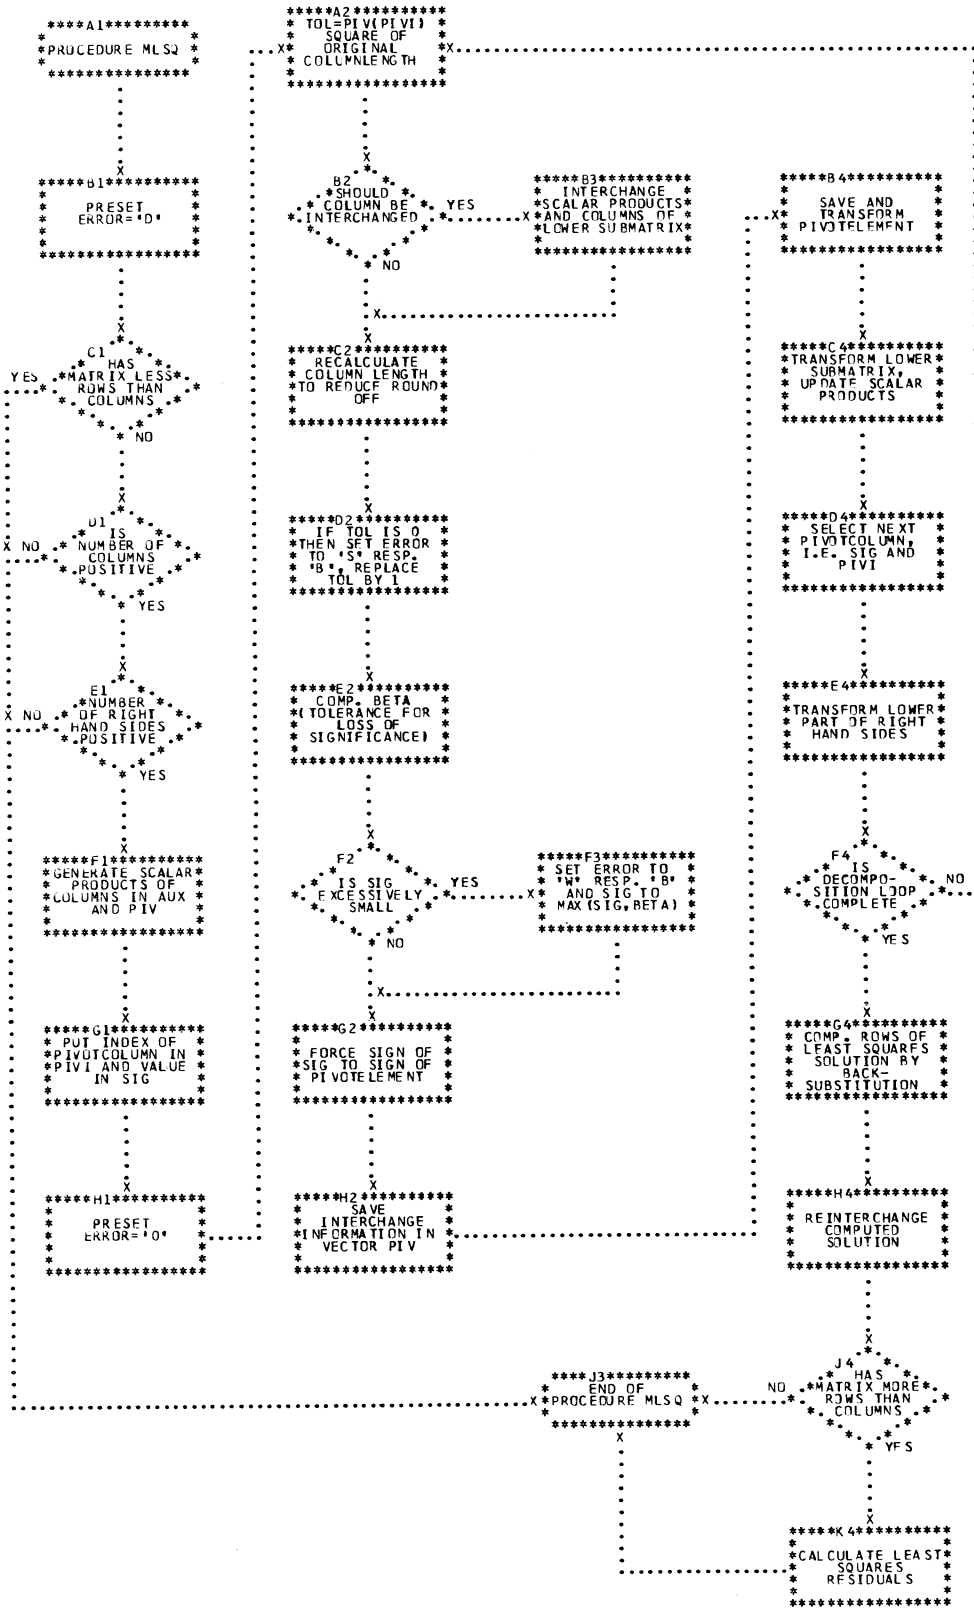 ****A1*********
PROCEDURE MLSQ
*****B1**********
PRESET
ERROR='D'
C1
HAS
MATRIX LESS
ROWS THAN
COLUMNS
YES
NO
D1
IS
NUMBER OF
COLUMNS
POSITIVE
X NO
YES
E1
NUMBER
OF RIGHT
HAND SIDES
POSITIVE
X NO
YES
*****F1**********
GENERATE SCALAR
PRODUCTS OF
COLUMNS IN AUX
AND PIV
*****G1**********
PUT INDEX OF
PIVOTCOLUMN IN
PIVI AND VALUE
IN SIG
*****H1**********
PRESET
ERROR='0'
*****A2**********
TOL=PIV(PIVI)
SQUARE OF
ORIGINAL
COLUMNLENGTH
B2
SHOULD
COLUMN BE
INTERCHANGED
YES
NO
*****B3**********
INTERCHANGE
SCALAR PRODUCTS
AND COLUMNS OF
LOWER SUBMATRIX
*****C2**********
RECALCULATE
COLUMN LENGTH
TO REDUCE ROUND
OFF
*****D2**********
IF TOL IS 0
THEN SET ERROR
TO 'S' RESP.
'B', REPLACE
TOL BY 1
*****E2**********
COMP. BETA
(TOLERANCE FOR
LOSS OF
SIGNIFICANCE)
F2
IS SIG
EXCESSIVELY
SMALL
YES
NO
*****F3**********
SET ERROR TO
'W' RESP. 'B'
AND SIG TO
MAX(SIG,BETA)
*****G2**********
FORCE SIGN OF
SIG TO SIGN OF
PIVOTELEMENT
*****H2**********
SAVE
INTERCHANGE
INFORMATION IN
VECTOR PIV
*****B4**********
SAVE AND
TRANSFORM
PIVOTELEMENT
*****C4**********
TRANSFORM LOWER
SUBMATRIX,
UPDATE SCALAR
PRODUCTS
*****D4**********
SELECT NEXT
PIVOTCOLUMN,
I.E. SIG AND
PIVI
*****E4**********
TRANSFORM LOWER
PART OF RIGHT
HAND SIDES
F4
IS
DECOMPO-
SITION LOOP
COMPLETE
NO
YES
*****G4**********
COMP. ROWS OF
LEAST SQUARES
SOLUTION BY
BACK-
SUBSTITUTION
*****H4**********
REINTERCHANGE
COMPUTED
SOLUTION
J4
HAS
MATRIX MORE
ROWS THAN
COLUMNS
NO
YES
****J3*********
END OF
PROCEDURE MLSQ
*****K4**********
CALCULATE LEAST
SQUARES
RESIDUALS